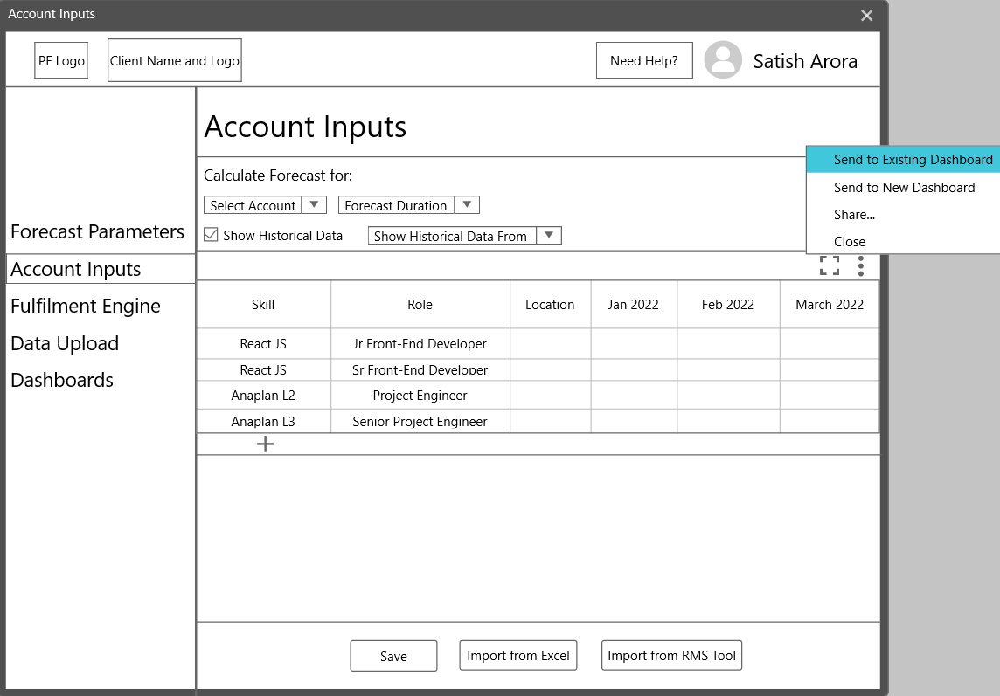 Account Inputs
PF Logo
Client Name and Logo
Need Help?
Satish Arora
Forecast Parameters
Account Inputs
Fulfilment Engine
Data Upload
Dashboards
Account Inputs
Calculate Forecast for:
Select Account
Forecast Duration
Show Historical Data
Show Historical Data From
Send to Existing Dashboard
Send to New Dashboard
Share...
Close
Skill Role Location Jan 2022 Feb 2022 March 2022
React JS Jr Front-End Developer
React JS Sr Front-End Developer
Anaplan L2 Project Engineer
Anaplan L3 Senior Project Engineer
Save
Import from Excel
Import from RMS Tool